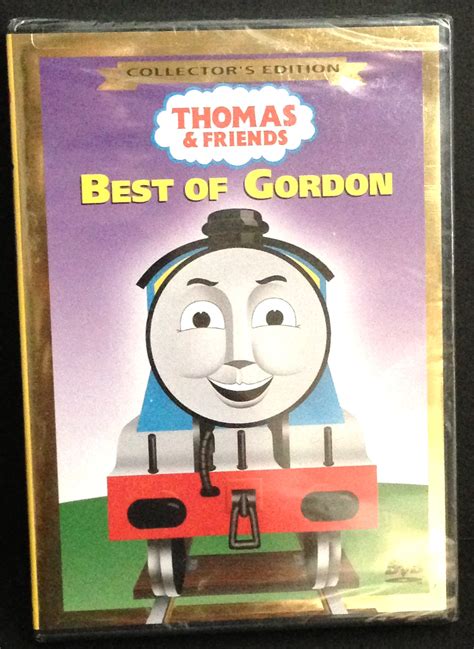 COLLECTOR'S EDITION
THOMAS
& FRIENDS
BEST OF GORDON